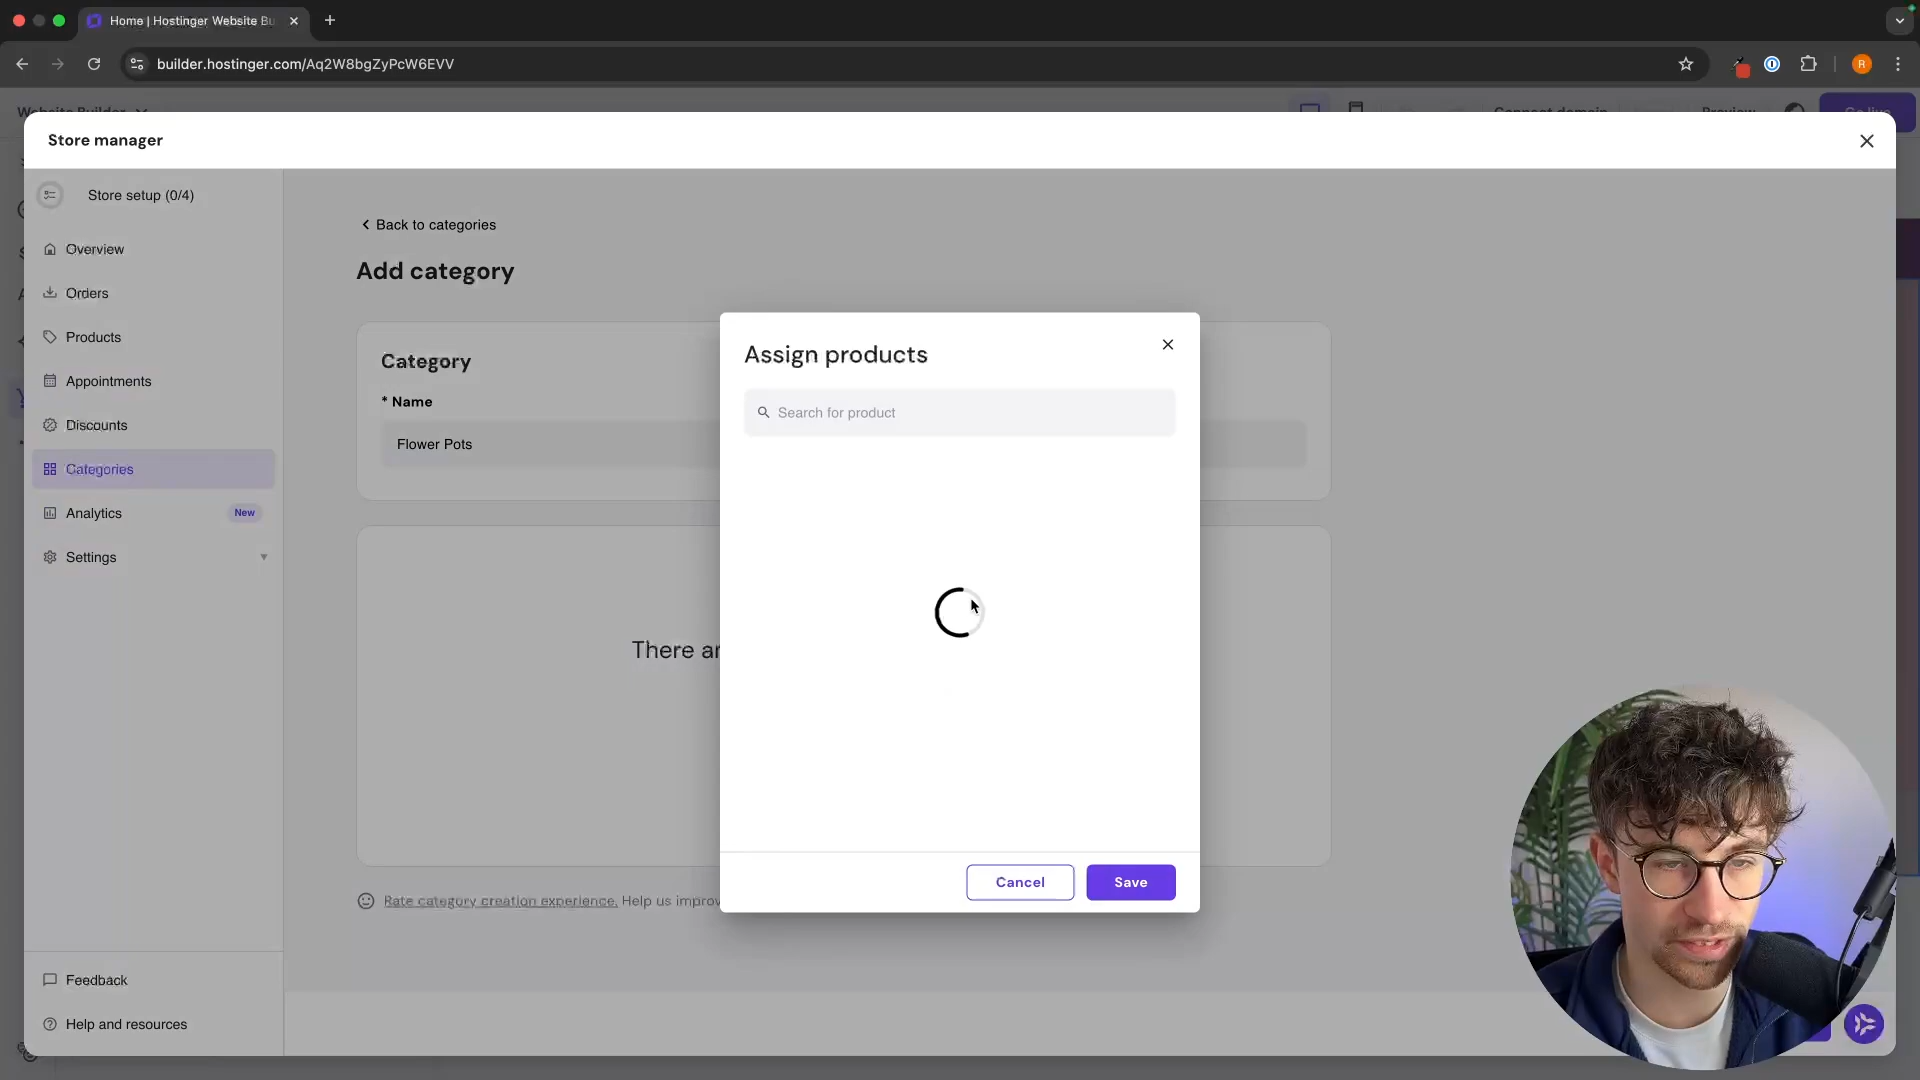 Home | Hostinger Website Bu
builder.hostinger.com/Aq2W8bgZyPcW6EVV
R
Website Builder
Connect domain
Preview
Go live
Store manager
Store setup (0/4)
Overview
Orders
Products
Appointments
Discounts
Categories
Analytics
New
Settings
Feedback
Help and resources
Back to categories
Add category
Category
* Name
Flower Pots
There ar
Rate category creation experience. Help us improv
Assign products
Search for product
Cancel
Save